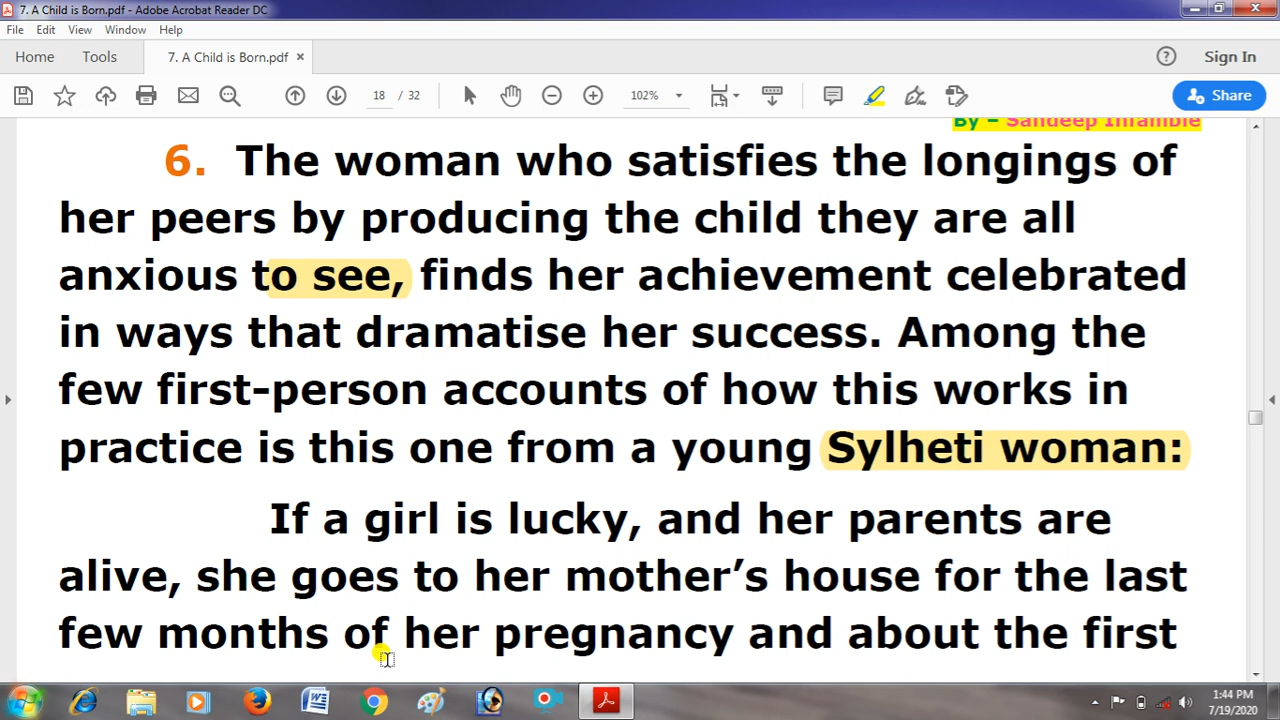 7. A Child is Born.pdf - Adobe Acrobat Reader DC
File Edit View Window Help
Home Tools 7. A Child is Born.pdf × Sign In
18 / 32 102% Share
By – Sandeep Infallible
6. The woman who satisfies the longings of
her peers by producing the child they are all
anxious to see, finds her achievement celebrated
in ways that dramatise her success. Among the
few first-person accounts of how this works in
practice is this one from a young Sylheti woman:
If a girl is lucky, and her parents are
alive, she goes to her mother’s house for the last
few months of her pregnancy and about the first
1:44 PM
7/19/2020